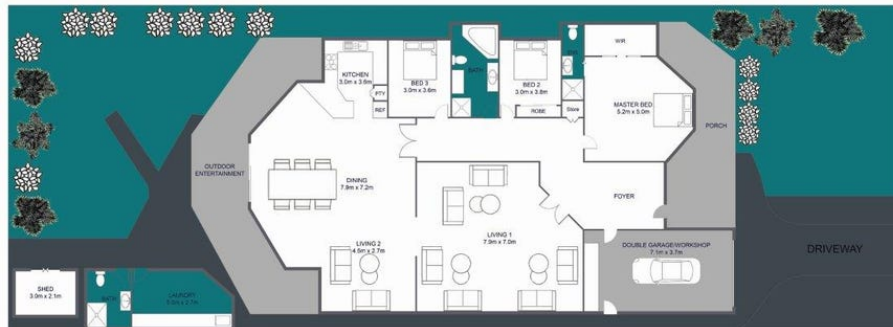 KITCHEN
3.0m x 3.6m
PTY
REF
BED 3
3.0m x 3.6m
BATH
BED 2
3.0m x 3.8m
ROBE
ENS
Store
WIR
MASTER BED
5.2m x 5.0m
PORCH
OUTDOOR
ENTERTAINMENT
DINING
7.9m x 7.2m
FOYER
LIVING 1
7.9m x 7.0m
LIVING 2
4.5m x 2.7m
DOUBLE GARAGE/WORKSHOP
7.1m x 3.7m
DRIVEWAY
SHED
3.0m x 2.1m
BATH
LAUNDRY